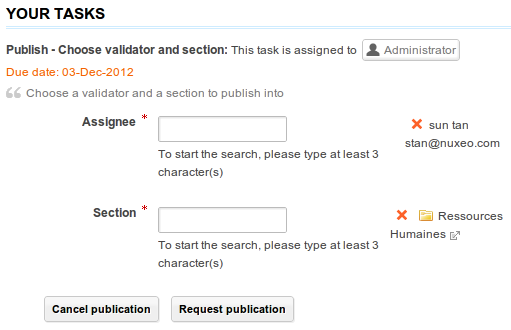 YOUR TASKS
Publish - Choose validator and section: This task is assigned to Administrator
Due date: 03-Dec-2012
Choose a validator and a section to publish into
Assignee *
sun tan
stan@nuxeo.com
To start the search, please type at least 3
character(s)
Section *
Ressources
Humaines
To start the search, please type at least 3
character(s)
Cancel publication Request publication